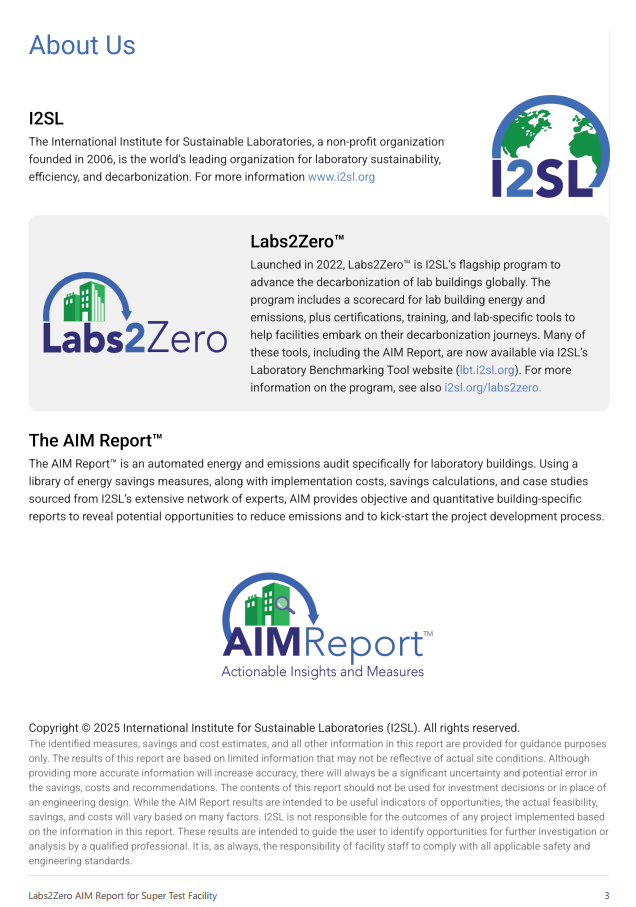 About Us
I2SL
The International Institute for Sustainable Laboratories, a non-profit organization
founded in 2006, is the world's leading organization for laboratory sustainability,
efficiency, and decarbonization. For more information www.i2sl.org
I2SL
Labs2Zero™
Launched in 2022, Labs2Zero™ is I2SL's flagship program to
advance the decarbonization of lab buildings globally. The
program includes a scorecard for lab building energy and
emissions, plus certifications, training, and lab-specific tools to
help facilities embark on their decarbonization journeys. Many of
these tools, including the AIM Report, are now available via I2SL's
Laboratory Benchmarking Tool website (lbt.i2sl.org). For more
information on the program, see also i2sl.org/labs2zero.
Labs2Zero
The AIM Report™
The AIM Report™ is an automated energy and emissions audit specifically for laboratory buildings. Using a
library of energy savings measures, along with implementation costs, savings calculations, and case studies
sourced from I2SL's extensive network of experts, AIM provides objective and quantitative building-specific
reports to reveal potential opportunities to reduce emissions and to kick-start the project development process.
AIMReport™
Actionable Insights and Measures
Copyright © 2025 International Institute for Sustainable Laboratories (I2SL). All rights reserved.
The identified measures, savings and cost estimates, and all other information in this report are provided for guidance purposes
only. The results of this report are based on limited information that may not be reflective of actual site conditions. Although
providing more accurate information will increase accuracy, there will always be a significant uncertainty and potential error in
the savings, costs and recommendations. The contents of this report should not be used for investment decisions or in place of
an engineering design. While the AIM Report results are intended to be useful indicators of opportunities, the actual feasibility,
savings, and costs will vary based on many factors. I2SL is not responsible for the outcomes of any project implemented based
on the information in this report. These results are intended to guide the user to identify opportunities for further investigation or
analysis by a qualified professional. It is, as always, the responsibility of facility staff to comply with all applicable safety and
engineering standards.
Labs2Zero AIM Report for Super Test Facility
3